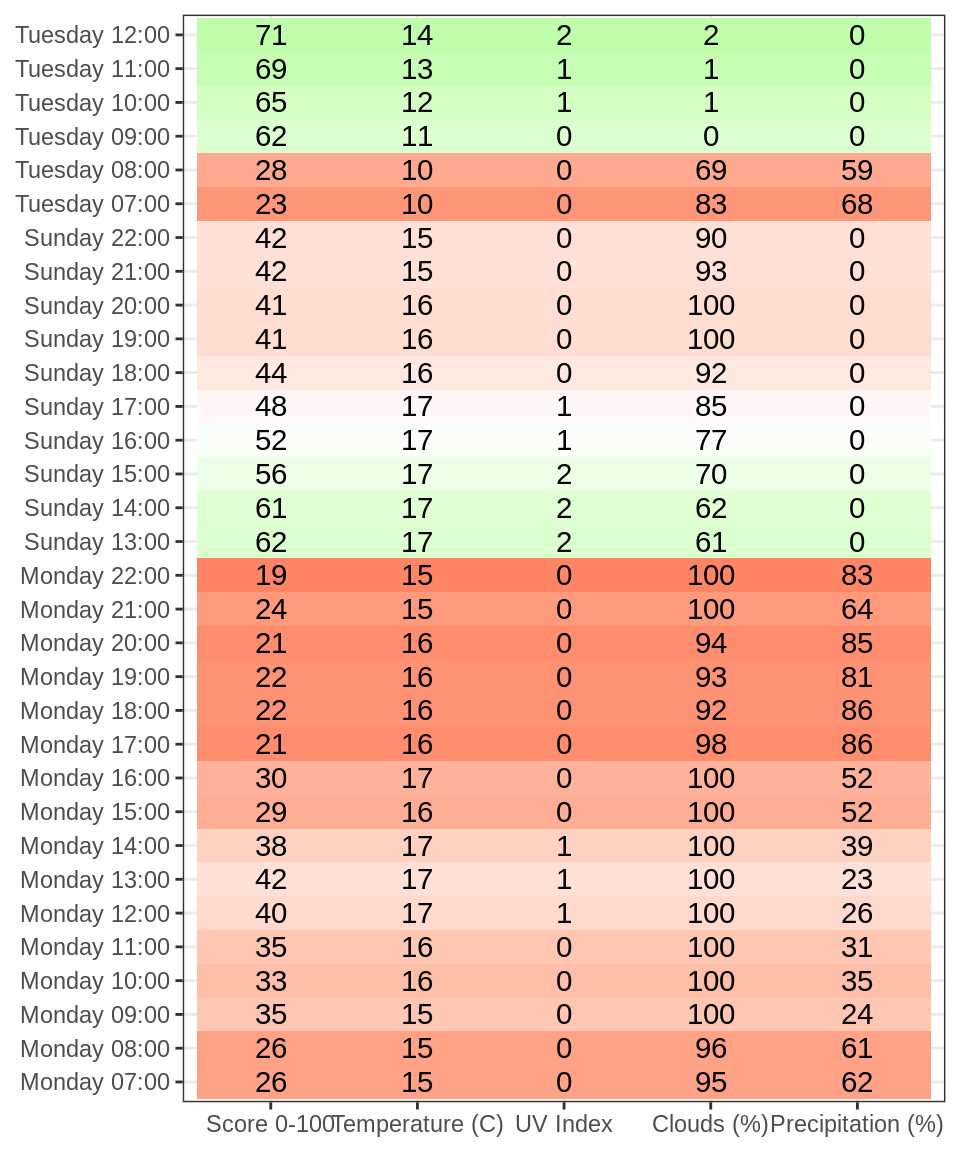 Tuesday 12:00 71 14 2 2 0
Tuesday 11:00 69 13 1 1 0
Tuesday 10:00 65 12 1 1 0
Tuesday 09:00 62 11 0 0 0
Tuesday 08:00 28 10 0 69 59
Tuesday 07:00 23 10 0 83 68
Sunday 22:00 42 15 0 90 0
Sunday 21:00 42 15 0 93 0
Sunday 20:00 41 16 0 100 0
Sunday 19:00 41 16 0 100 0
Sunday 18:00 44 16 0 92 0
Sunday 17:00 48 17 1 85 0
Sunday 16:00 52 17 1 77 0
Sunday 15:00 56 17 2 70 0
Sunday 14:00 61 17 2 62 0
Sunday 13:00 62 17 2 61 0
Monday 22:00 19 15 0 100 83
Monday 21:00 24 15 0 100 64
Monday 20:00 21 16 0 94 85
Monday 19:00 22 16 0 93 81
Monday 18:00 22 16 0 92 86
Monday 17:00 21 16 0 98 86
Monday 16:00 30 17 0 100 52
Monday 15:00 29 16 0 100 52
Monday 14:00 38 17 1 100 39
Monday 13:00 42 17 1 100 23
Monday 12:00 40 17 1 100 26
Monday 11:00 35 16 0 100 31
Monday 10:00 33 16 0 100 35
Monday 09:00 35 15 0 100 24
Monday 08:00 26 15 0 96 61
Monday 07:00 26 15 0 95 62
Score 0-100 Temperature (C) UV Index Clouds (%) Precipitation (%)